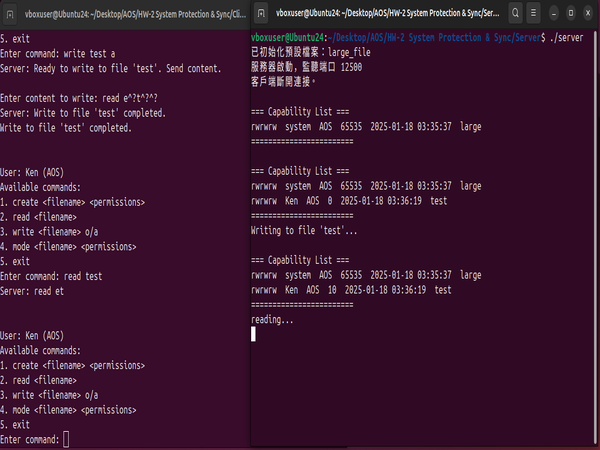 vboxuser@Ubuntu24: ~/Desktop/AOS/HW-2 System Protection & Sync/Cli...
5. exit
Enter command: write test a
Server: Ready to write to file 'test'. Send content.
Enter content to write: read e^?t^?^?
Server: Write to file 'test' completed.
Write to file 'test' completed.
User: Ken (AOS)
Available commands:
1. create <filename> <permissions>
2. read <filename>
3. write <filename> o/a
4. mode <filename> <permissions>
5. exit
Enter command: read test
Server: read et
User: Ken (AOS)
Available commands:
1. create <filename> <permissions>
2. read <filename>
3. write <filename> o/a
4. mode <filename> <permissions>
5. exit
Enter command:
vboxuser@Ubuntu24: ~/Desktop/AOS/HW-2 System Protection & Sync/Ser...
vboxuser@Ubuntu24:~/Desktop/AOS/HW-2 System Protection & Sync/Server$ ./server
已初始化預設檔案：large_file
服務器啟動，監聽端口 12500
客戶端斷開連接。
=== Capability List ===
rwrwrw system AOS 65535 2025-01-18 03:35:37 large
=======================
=== Capability List ===
rwrwrw system AOS 65535 2025-01-18 03:35:37 large
rwrwrw Ken AOS 0 2025-01-18 03:36:19 test
=======================
Writing to file 'test'...
=== Capability List ===
rwrwrw system AOS 65535 2025-01-18 03:35:37 large
rwrwrw Ken AOS 10 2025-01-18 03:36:19 test
=======================
reading...